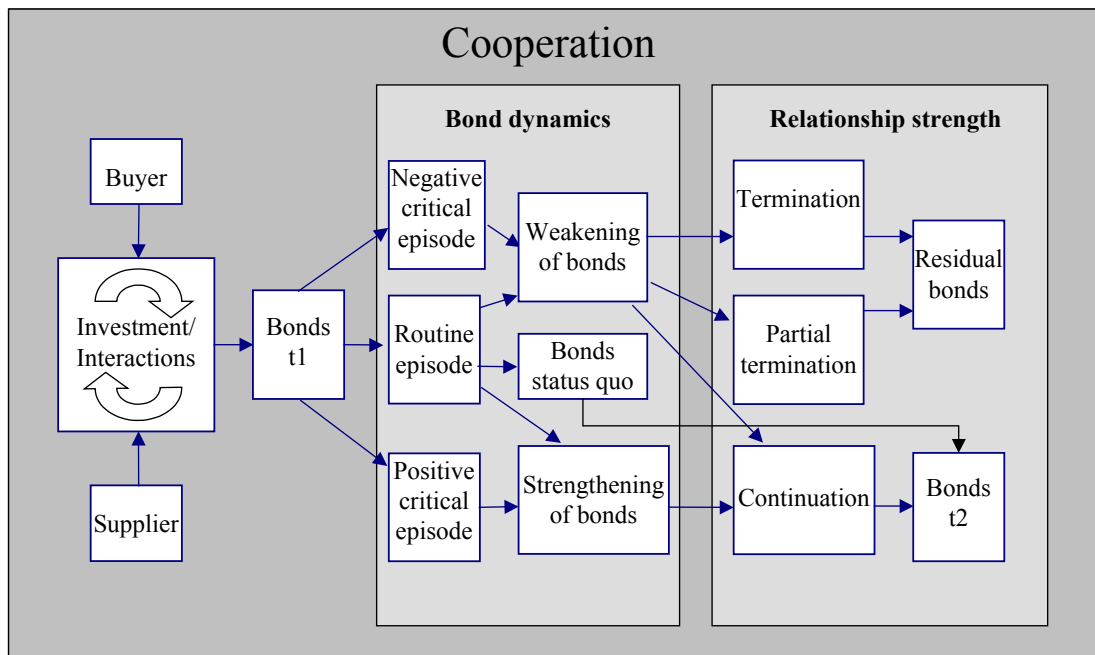 Cooperation
Buyer
Investment/
Interactions
Supplier
Bonds
t1
Bond dynamics
Negative
critical
episode
Routine
episode
Positive
critical
episode
Weakening
of bonds
Bonds
status quo
Strengthening
of bonds
Relationship strength
Termination
Partial
termination
Continuation
Residual
bonds
Bonds
t2